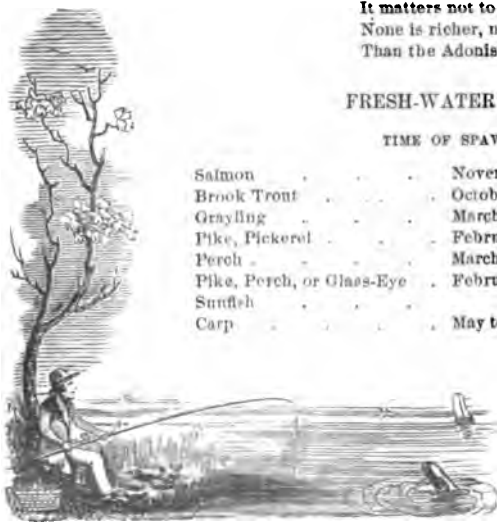 It matters not to
None is richer, n
Than the Adonis
FRESH-WATER
TIME OF SPAW
Salmon . . . Novem
Brook Trout . . . Octob
Grayling . . . March
Pike, Pickerel . . . Febru
Perch . . . . March
Pike, Perch, or Glass-Eye . Febru
Sunfish . . .
Carp . . . . May t